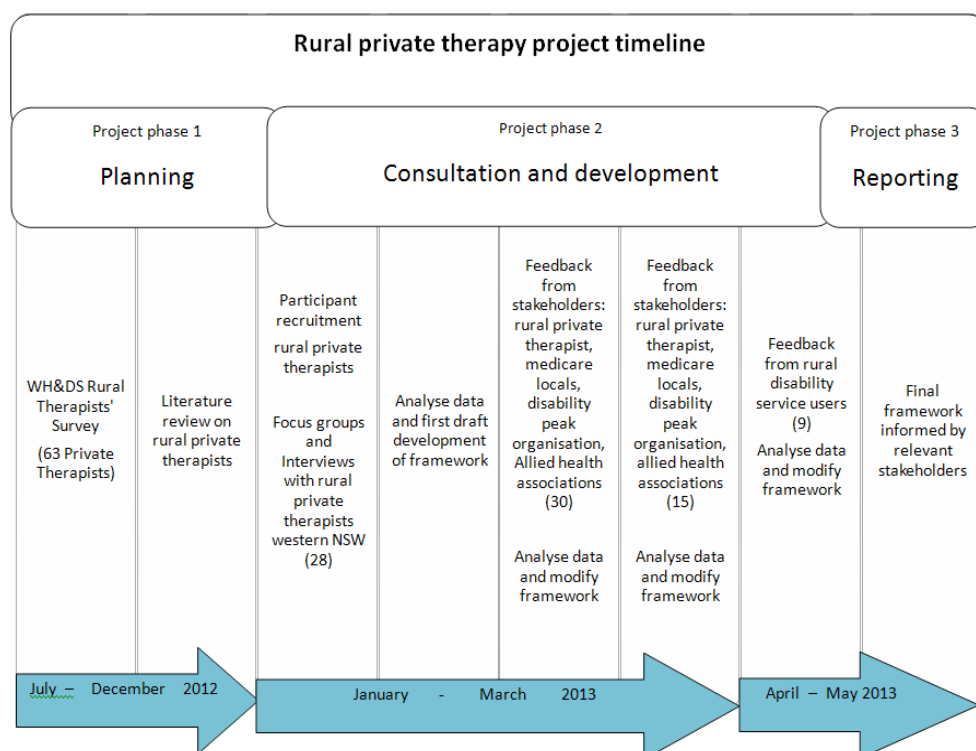 Rural private therapy project timeline
Project phase 1
Planning
Project phase 2
Consultation and development
Project phase 3
Reporting
WH&DS Rural
Therapists'
Survey
(63 Private
Therapists)
Literature
review on
rural private
therapists
Participant
recruitment
rural private
therapists
Focus groups
and
Interviews
with rural
private
therapists
western NSW
(28)
Analyse data
and first draft
development
of framework
Feedback
from
stakeholders:
rural private
therapist,
medicare
locals,
disability
peak
organisation,
Allied health
associations
(30)
Analyse data
and modify
framework
Feedback
from
stakeholders:
rural private
therapist,
medicare
locals,
disability
peak
organisation,
allied health
associations
(15)
Analyse data
and modify
framework
Feedback
from rural
disability
service users
(9)
Analyse data
and modify
framework
Final
framework
informed by
relevant
stakeholders
July – December 2012
January - March 2013
April – May 2013